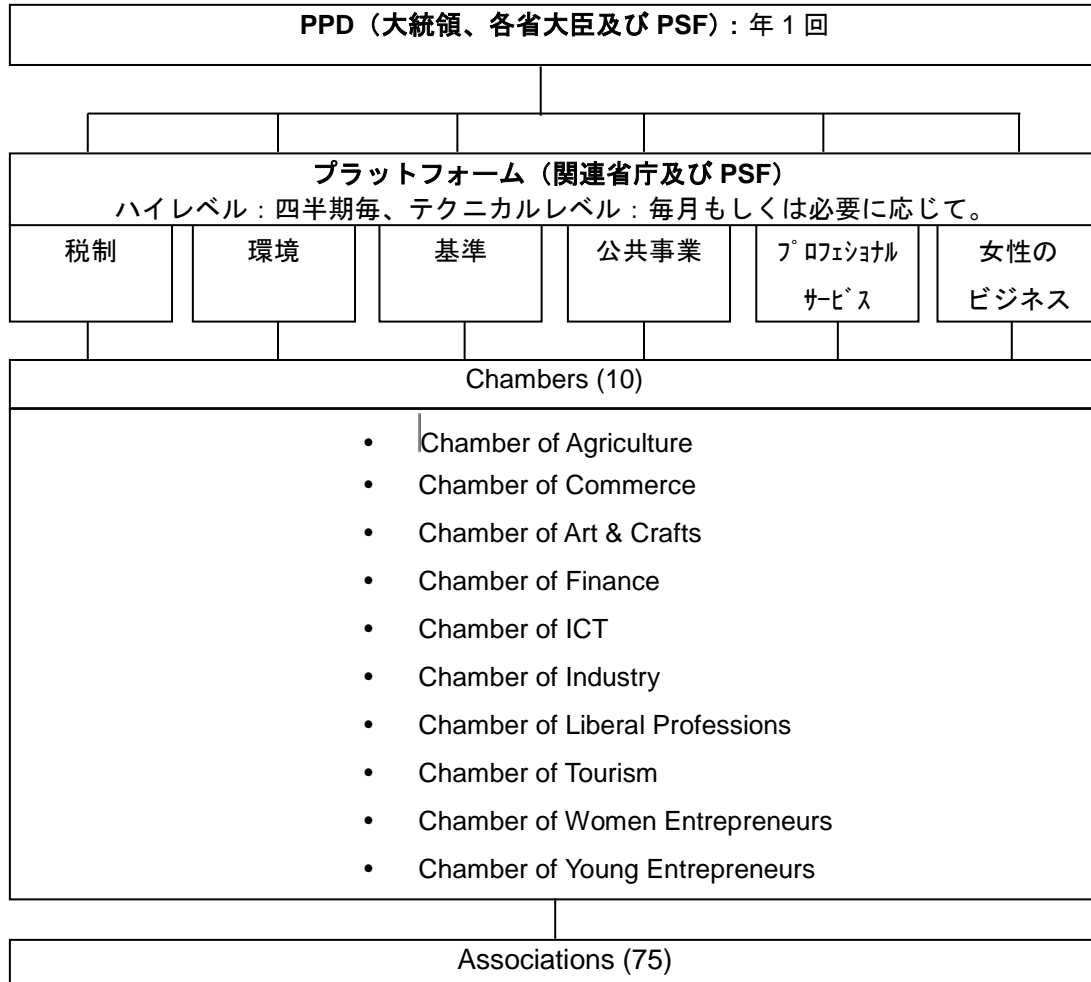 PPD（大統領、各省大臣及び PSF）: 年 1 回
プラットフォーム（関連省庁及び PSF）
ハイレベル：四半期毎、テクニカルレベル：毎月もしくは必要に応じて。
税制
環境
基準
公共事業
ﾌﾟﾛﾌｪｼｮﾅﾙ
ｻｰﾋﾞｽ
女性の
ビジネス
Chambers (10)
• Chamber of Agriculture
• Chamber of Commerce
• Chamber of Art & Crafts
• Chamber of Finance
• Chamber of ICT
• Chamber of Industry
• Chamber of Liberal Professions
• Chamber of Tourism
• Chamber of Women Entrepreneurs
• Chamber of Young Entrepreneurs
Associations (75)